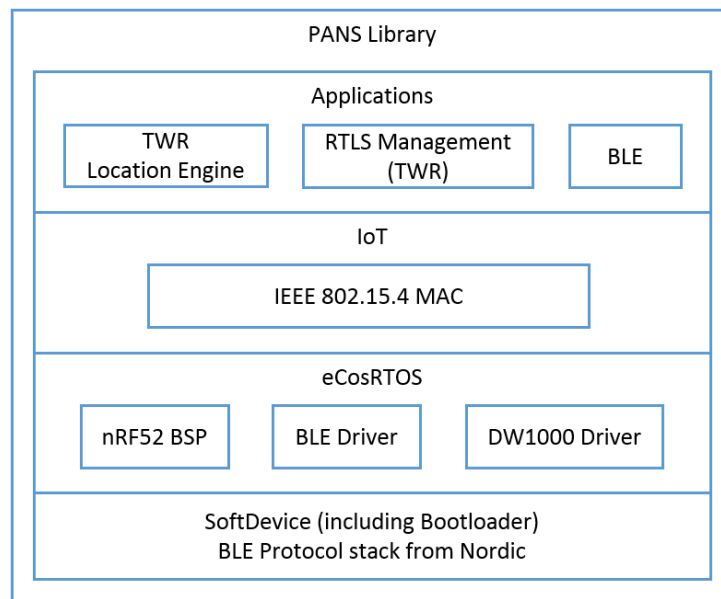 PANS Library
Applications
TWR
Location Engine
RTLS Management
(TWR)
BLE
IoT
IEEE 802.15.4 MAC
eCosRTOS
nRF52 BSP
BLE Driver
DW1000 Driver
SoftDevice (including Bootloader)
BLE Protocol stack from Nordic